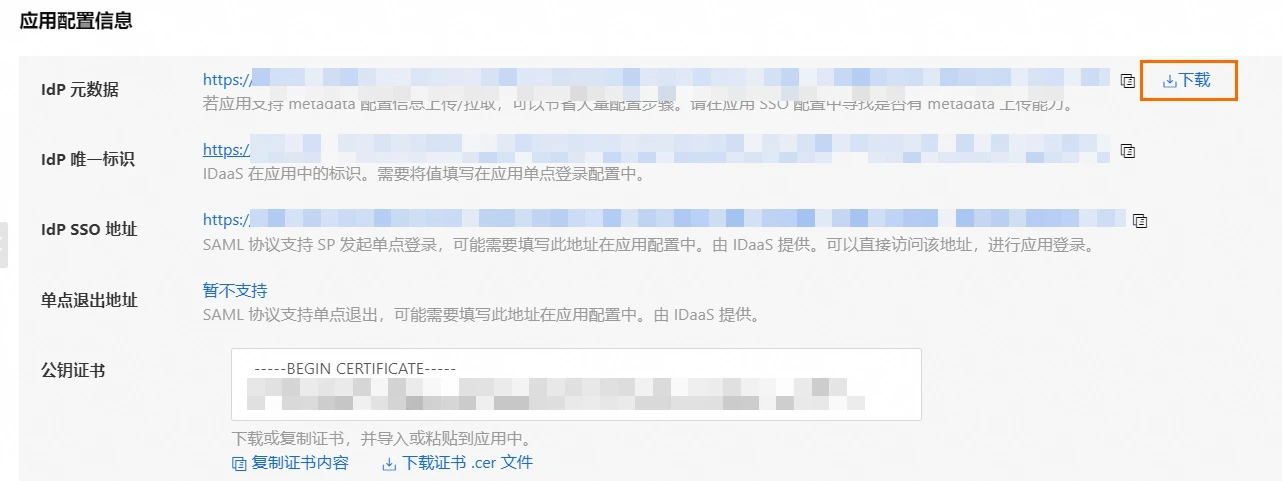 应用配置信息
IdP 元数据
https:/
下载
若应用支持 metadata 配置信息上传/拉取，可以节省大量配置步骤。请在应用 SSO 配置中寻找是否有 metadata 上传能力。
IdP 唯一标识
https:/
IDaaS 在应用中的标识。需要将值填写在应用单点登录配置中。
IdP SSO 地址
https:/
SAML 协议支持 SP 发起单点登录，可能需要填写此地址在应用配置中。由 IDaaS 提供。可以直接访问该地址，进行应用登录。
单点退出地址
暂不支持
SAML 协议支持单点退出，可能需要填写此地址在应用配置中。由 IDaaS 提供。
公钥证书
-----BEGIN CERTIFICATE-----
下载或复制证书，并导入或粘贴到应用中。
复制证书内容 下载证书 .cer 文件